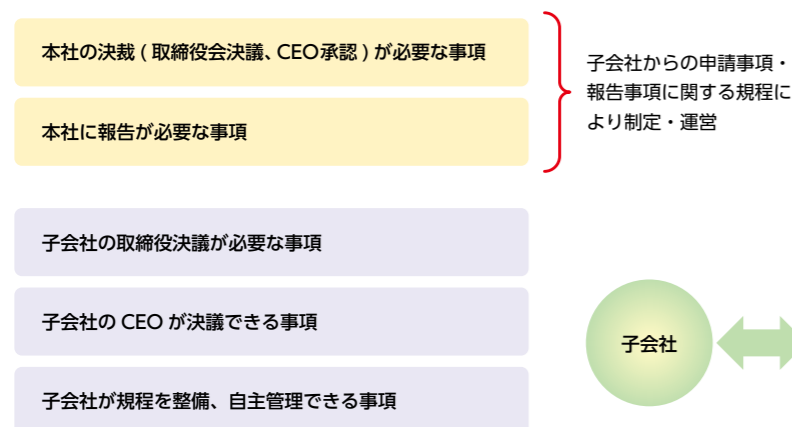 本社の決裁 ( 取締役会決議、CEO承認 ) が必要な事項
本社に報告が必要な事項
子会社からの申請事項・
報告事項に関する規程に
より制定・運営
子会社の取締役決議が必要な事項
子会社の CEO が決議できる事項
子会社が規程を整備、自主管理できる事項
子会社